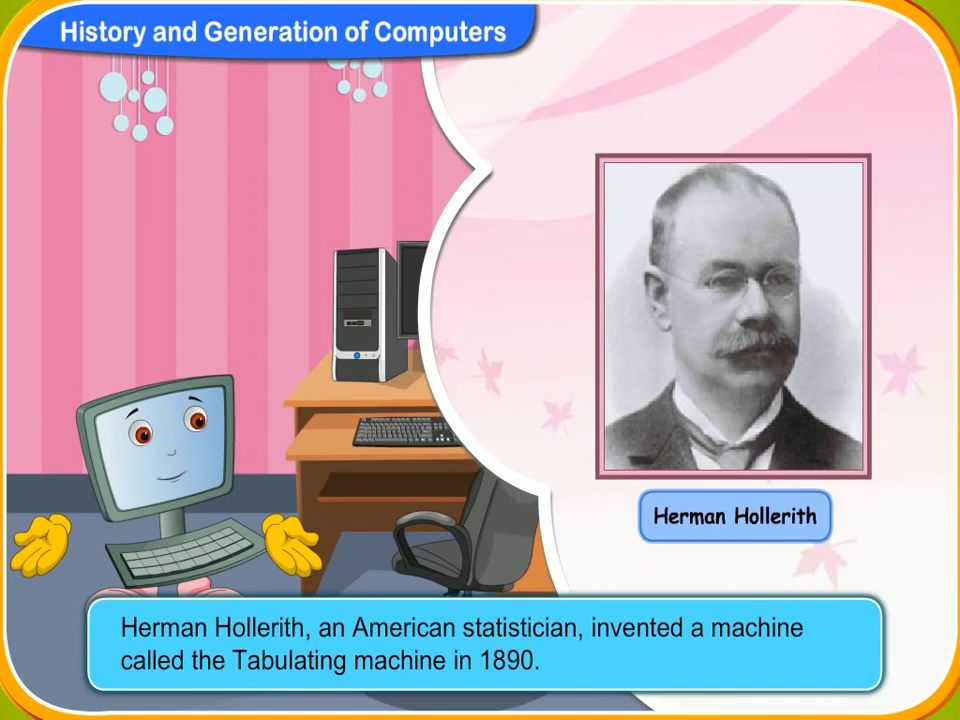 History and Generation of Computers
Herman Hollerith
Herman Hollerith, an American statistician, invented a machine
called the Tabulating machine in 1890.